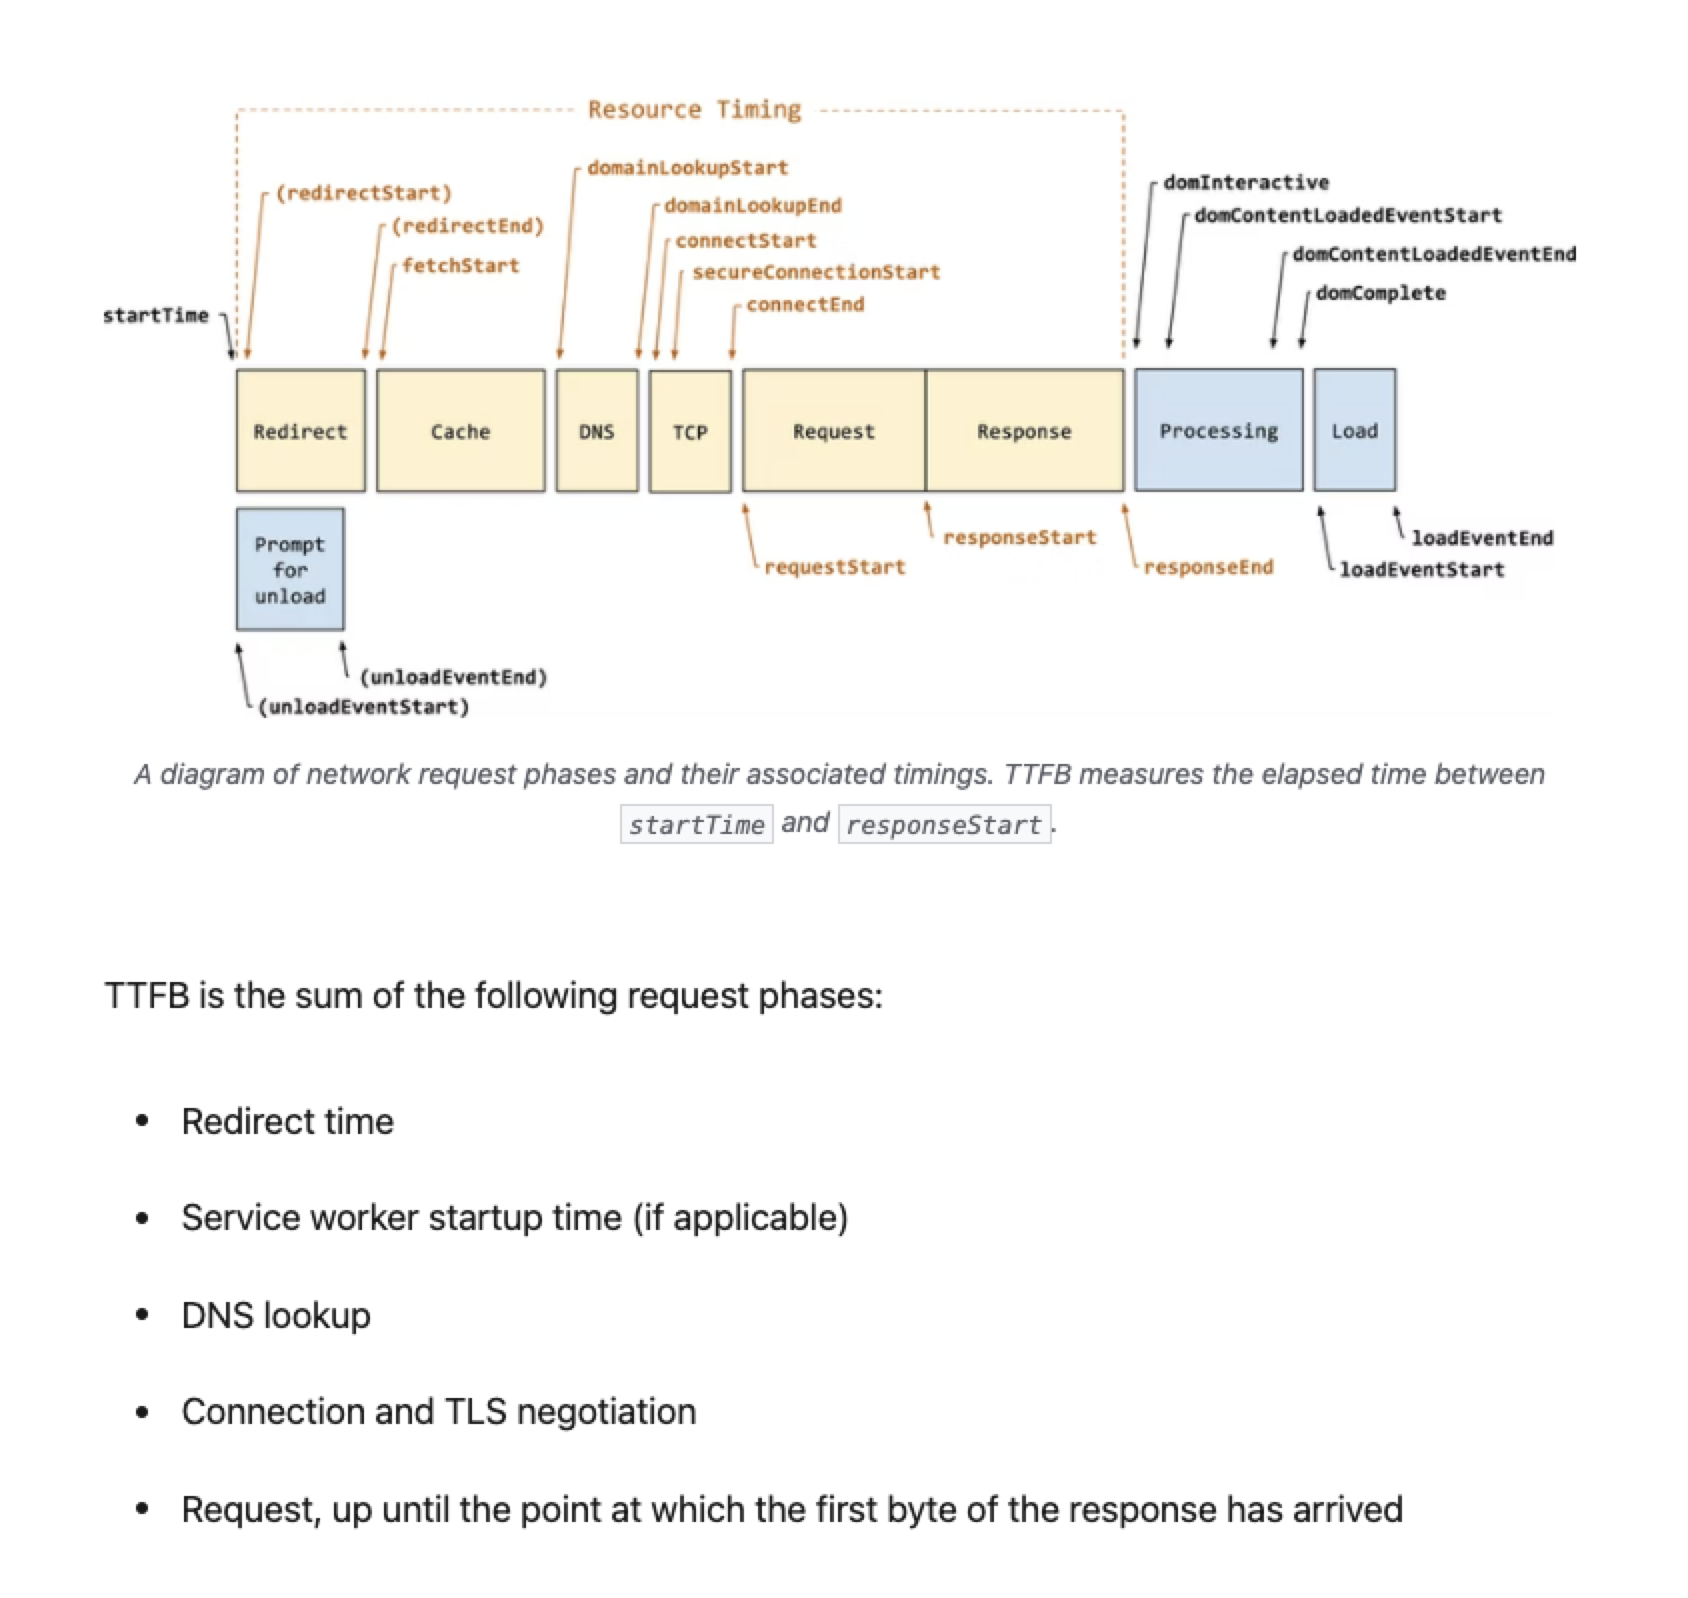 Resource Timing
domainLookupStart
(redirectStart)
domainLookupEnd
(redirectEnd)
connectStart
fetchStart
secureConnectionStart
connectEnd
startTime
domInteractive
domContentLoadedEventStart
domContentLoadedEventEnd
domComplete
Redirect
Cache
DNS
TCP
Request
Response
Processing
Load
Prompt
for
unload
requestStart
responseStart
responseEnd
loadEventEnd
loadEventStart
(unloadEventEnd)
(unloadEventStart)
A diagram of network request phases and their associated timings. TTFB measures the elapsed time between
startTime and responseStart.
TTFB is the sum of the following request phases:
• Redirect time
• Service worker startup time (if applicable)
• DNS lookup
• Connection and TLS negotiation
• Request, up until the point at which the first byte of the response has arrived